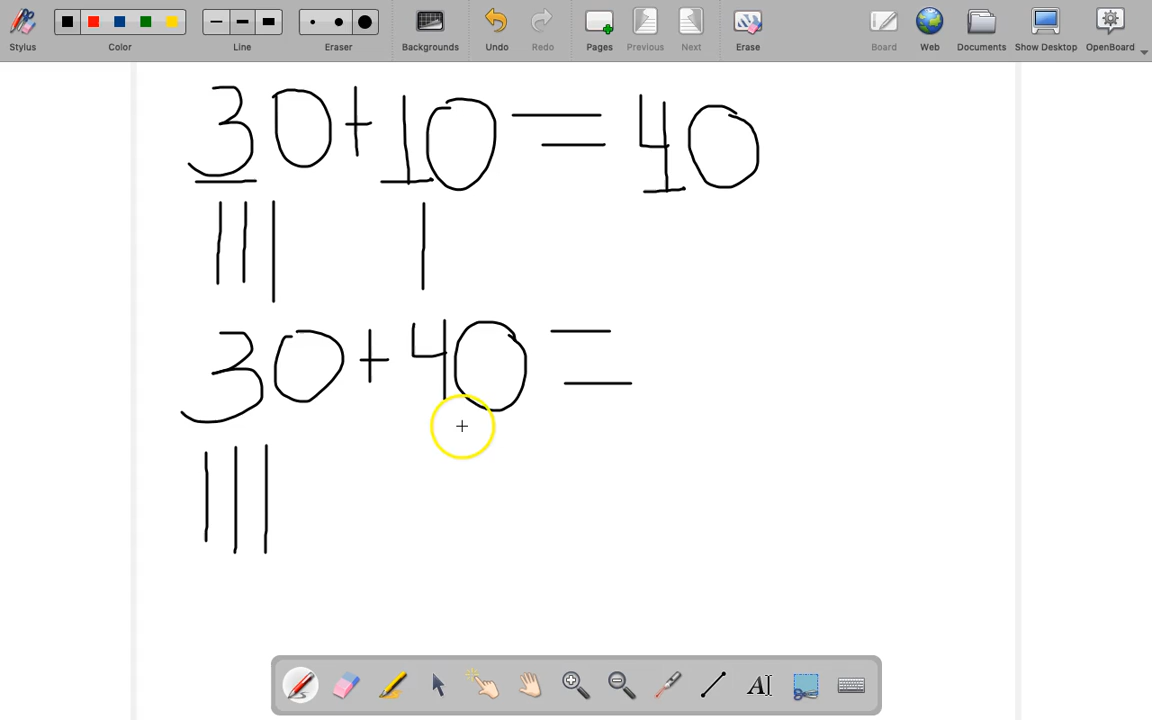 Stylus Color Line Eraser Backgrounds Undo Redo Pages Previous Next Erase Board Web Documents Show Desktop OpenBoard
30+10=40
||| |
30+40=
|||